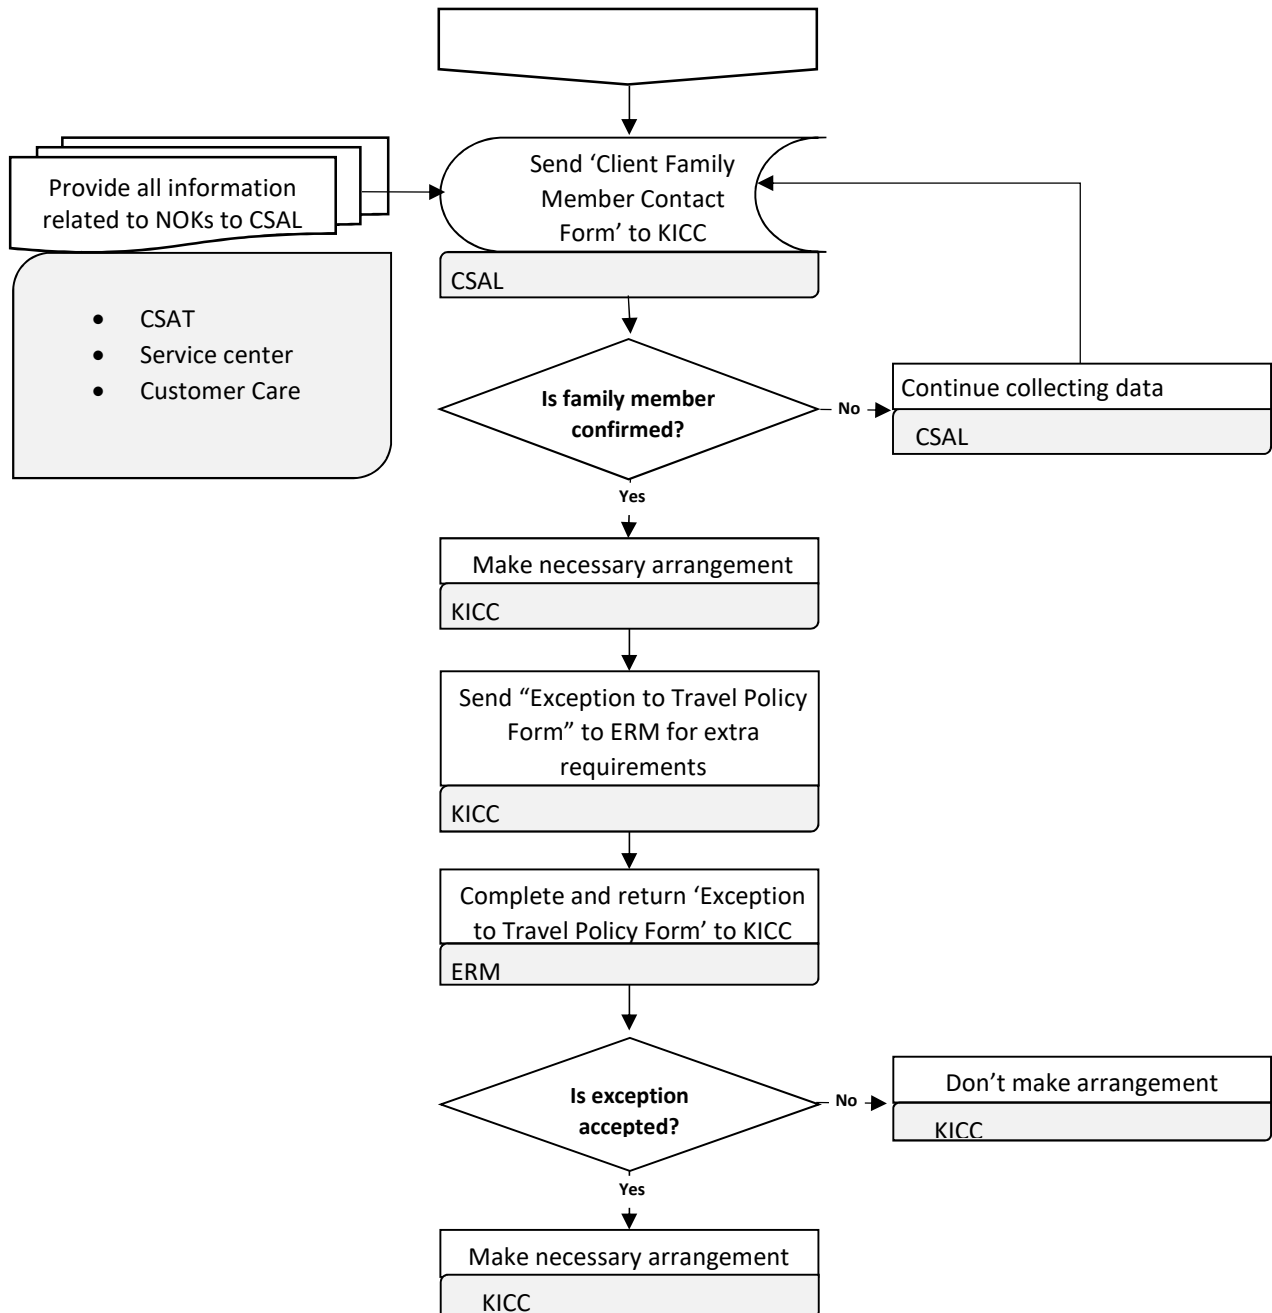 Provide all information
related to NOKs to CSAL
• CSAT
• Service center
• Customer Care
Send ‘Client Family
Member Contact
Form’ to KICC
CSAL
Is family member
confirmed?
No
Continue collecting data
CSAL
Yes
Make necessary arrangement
KICC
Send “Exception to Travel Policy
Form” to ERM for extra
requirements
KICC
Complete and return ‘Exception
to Travel Policy Form’ to KICC
ERM
Is exception
accepted?
No
Don’t make arrangement
KICC
Yes
Make necessary arrangement
KICC